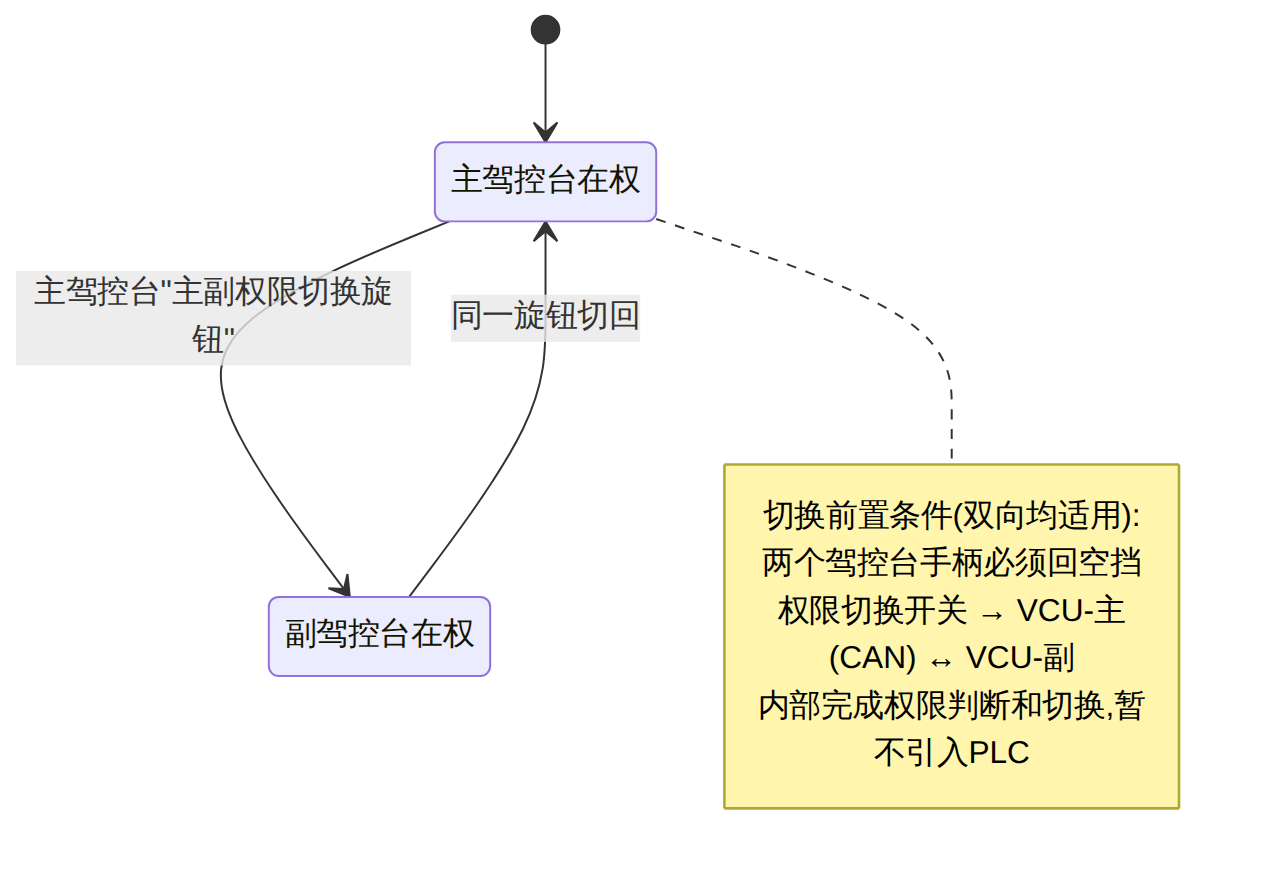 主驾控台在权
主驾控台"主副权限切换旋
钮"
同一旋钮切回
切换前置条件(双向均适用):
两个驾控台手柄必须回空挡
权限切换开关 → VCU-主
(CAN) ↔ VCU-副
内部完成权限判断和切换,暂
不引入PLC
副驾控台在权